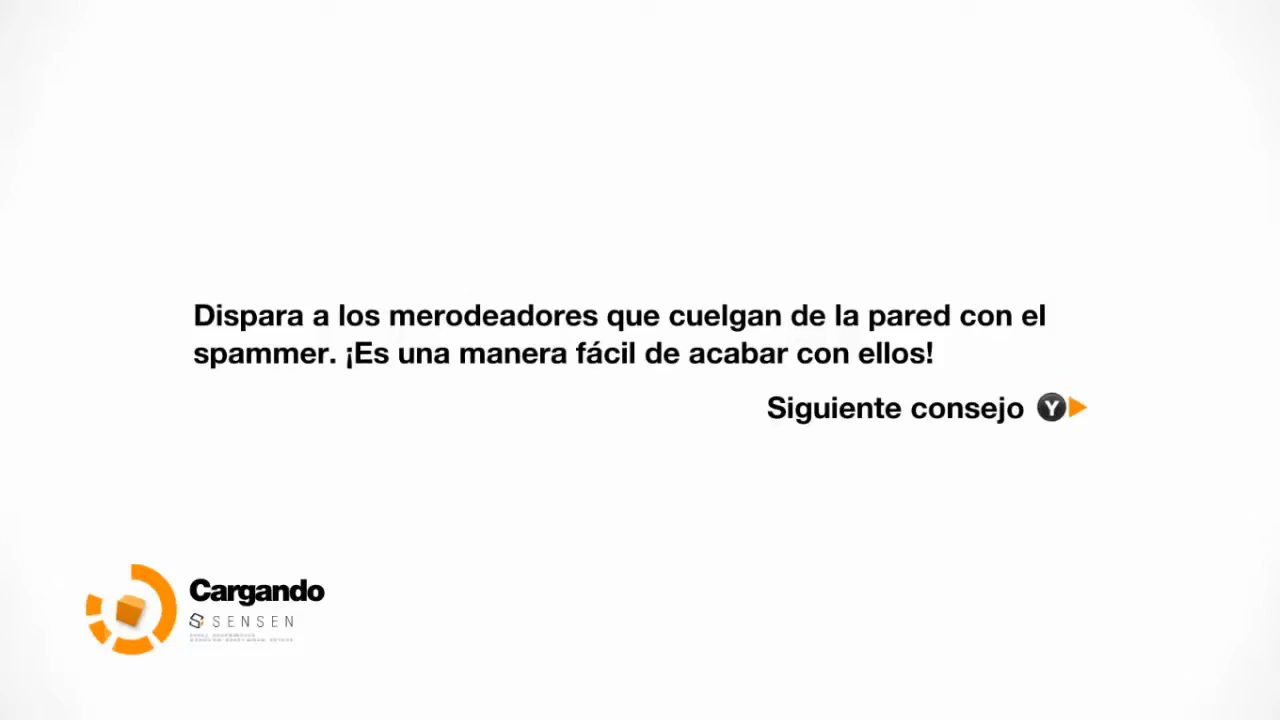 Dispara a los merodeadores que cuelgan de la pared con el
spammer. ¡Es una manera fácil de acabar con ellos!
Siguiente consejo Y
Cargando
SENSEN